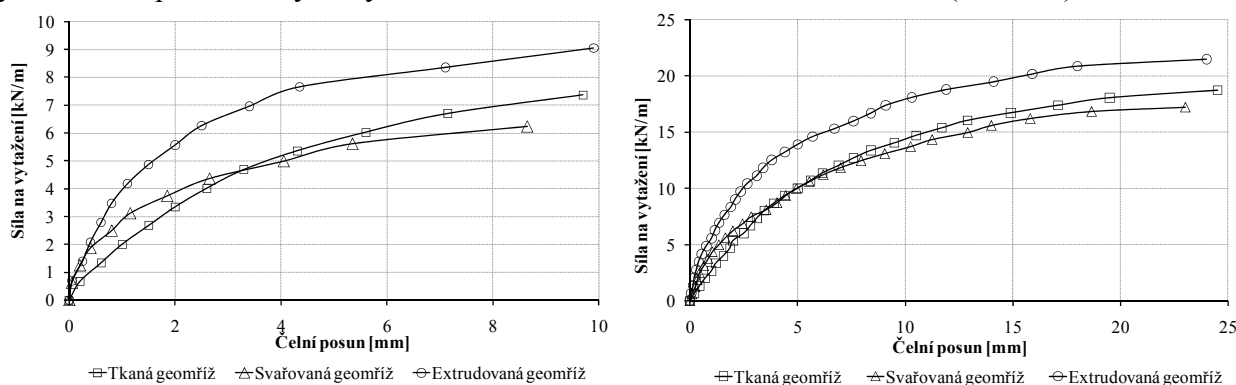 10
9
8
7
6
5
4
3
2
1
0
Síla na vytažení [kN/m]
0 2 4 6 8 10
Čelní posun [mm]
Tkaná geomříž Svařovaná geomříž Extrudovaná geomříž
25
20
15
10
5
0
Síla na vytažení [kN/m]
0 5 10 15 20 25
Čelní posun [mm]
Tkaná geomříž Svařovaná geomříž Extrudovaná geomříž